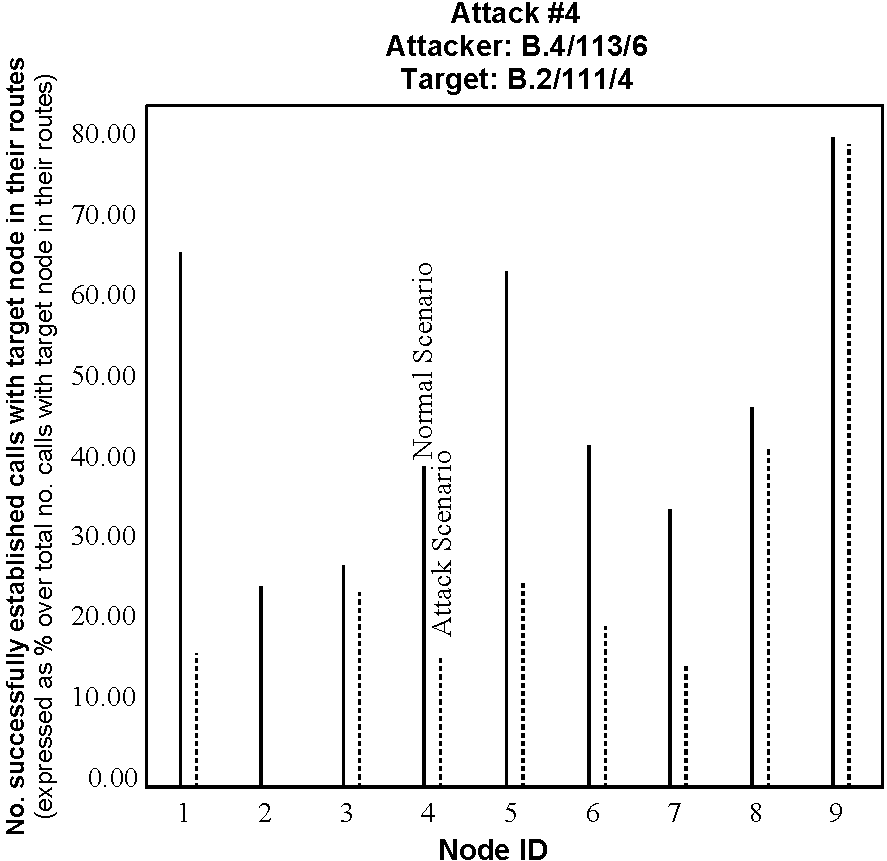 Attack #4
Attacker: B.4/113/6
Target: B.2/111/4
No. successfully established calls with target node in their routes
(expressed as % over total no. calls with target node in their routes)
80.00
70.00
60.00
50.00
40.00
30.00
20.00
10.00
0.00
Normal Scenario
Attack Scenario
1 2 3 4 5 6 7 8 9
Node ID